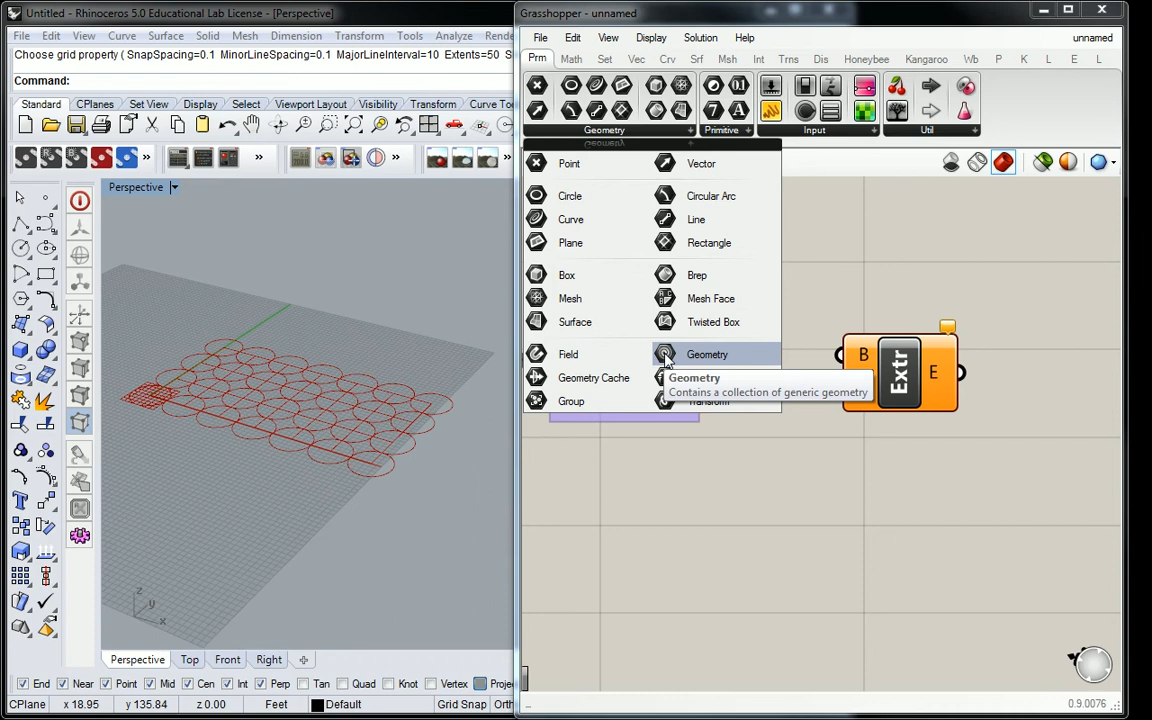 Untitled - Rhinoceros 5.0 Educational Lab License - [Perspective]
File Edit View Curve Surface Solid Mesh Dimension Transform Tools Analyze Rende
Choose grid property ( SnapSpacing=0.1 MinorLineSpacing=0.1 MajorLineInterval=10 Extents=50 S
Command:
Standard CPlanes Set View Display Select Viewport Layout Visibility Transform Curve Too
Perspective
z
y
x
Perspective Top Front Right
End Near Point Mid Cen Int Perp Tan Quad Knot Vertex Proje
CPlane x 18.95 y 135.84 z 0.00 Feet Default Grid Snap Orth
Grasshopper - unnamed
File Edit View Display Solution Help unnamed
Prm Math Set Vec Crv Srf Msh Int Trns Dis Honeybee Kangaroo Wb P K L E L
Geometry Primitive Input Util
Point Vector
Circle Circular Arc
Curve Line
Plane Rectangle
Box Brep
Mesh Mesh Face
Surface Twisted Box
Field Geometry
Geometry Cache
Group Transform
Geometry
Contains a collection of generic geometry
B Extr E
0.9.0076